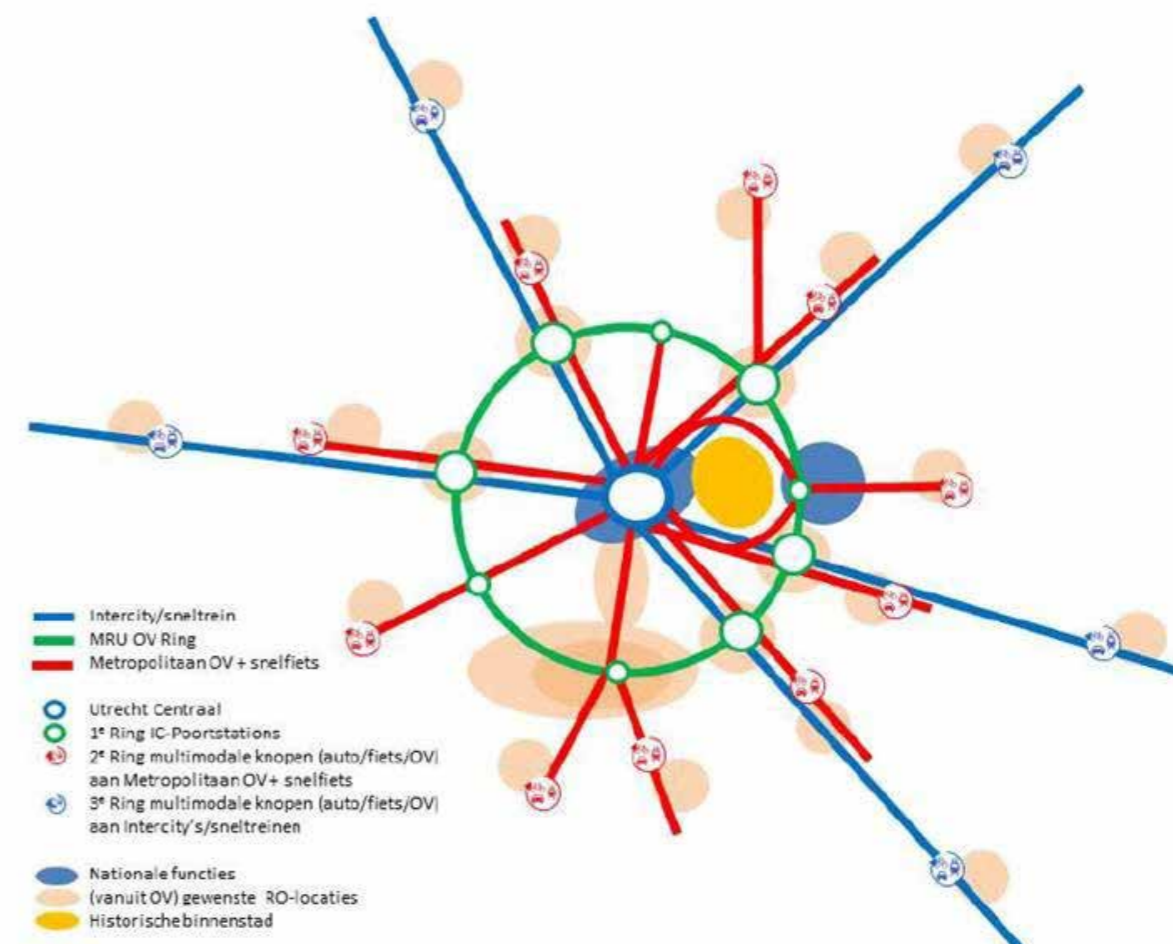 Intercity/sneltrein
MRU OV Ring
Metropolitaan OV + snelfiets
Utrecht Centraal
1e Ring IC-Poortstations
2e Ring multimodale knopen (auto/fiets/OV)
aan Metropolitaan OV+ snelfiets
3e Ring multimodale knopen (auto/fiets/OV)
aan Intercity's/sneltreinen
Nationale functies
(vanuit OV) gewenste RO-locaties
Historische binnenstad